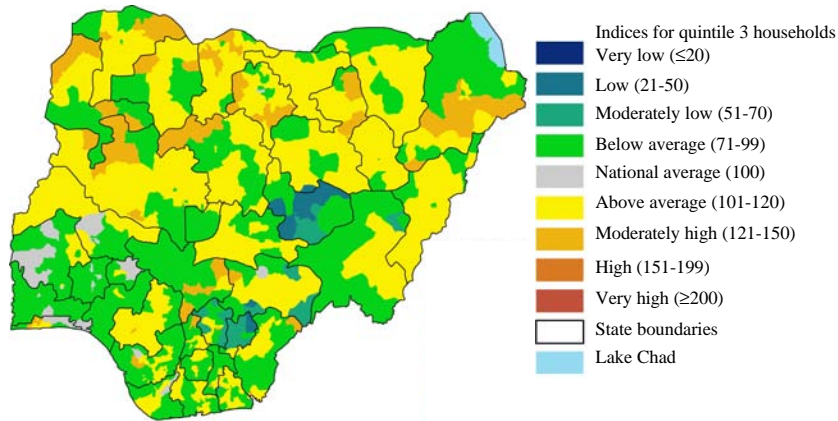 Indices for quintile 3 households
Very low (≤20)
Low (21-50)
Moderately low (51-70)
Below average (71-99)
National average (100)
Above average (101-120)
Moderately high (121-150)
High (151-199)
Very high (≥200)
State boundaries
Lake Chad